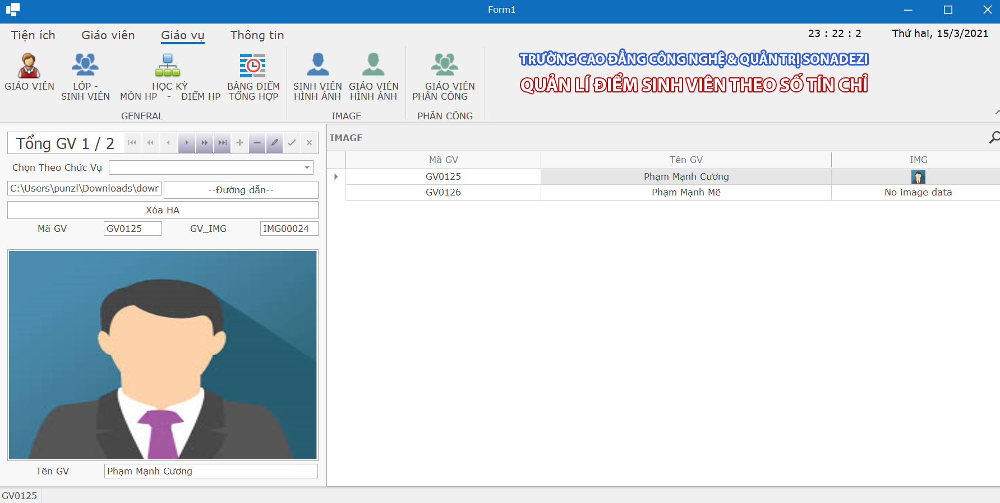 Form1
Tiện ích Giáo viên Giáo vụ Thông tin
23 : 22 : 2 Thứ hai, 15/3/2021
TRƯỜNG CAO ĐẲNG CÔNG NGHỆ & QUẢN TRỊ SONADEZI
QUẢN LÍ ĐIỂM SINH VIÊN THEO SỐ TÍN CHỈ
GIÁO VIÊN
LỚP -
SINH VIÊN
HỌC KỲ
MÔN HP - ĐIỂM HP
BẢNG ĐIỂM
TỔNG HỢP
SINH VIÊN
HÌNH ẢNH
GIÁO VIÊN
HÌNH ẢNH
GIÁO VIÊN
PHÂN CÔNG
GENERAL
IMAGE
PHÂN CÔNG
Tổng GV 1 / 2
Chọn Theo Chức Vụ
C:\Users\punzl\Downloads\dowr
--Đường dẫn--
Xóa HA
Mã GV GV0125 GV_IMG IMG00024
Tên GV Phạm Mạnh Cương
IMAGE
Mã GV Tên GV IMG
GV0125 Phạm Mạnh Cương
GV0126 Phạm Mạnh Mẽ No image data
GV0125